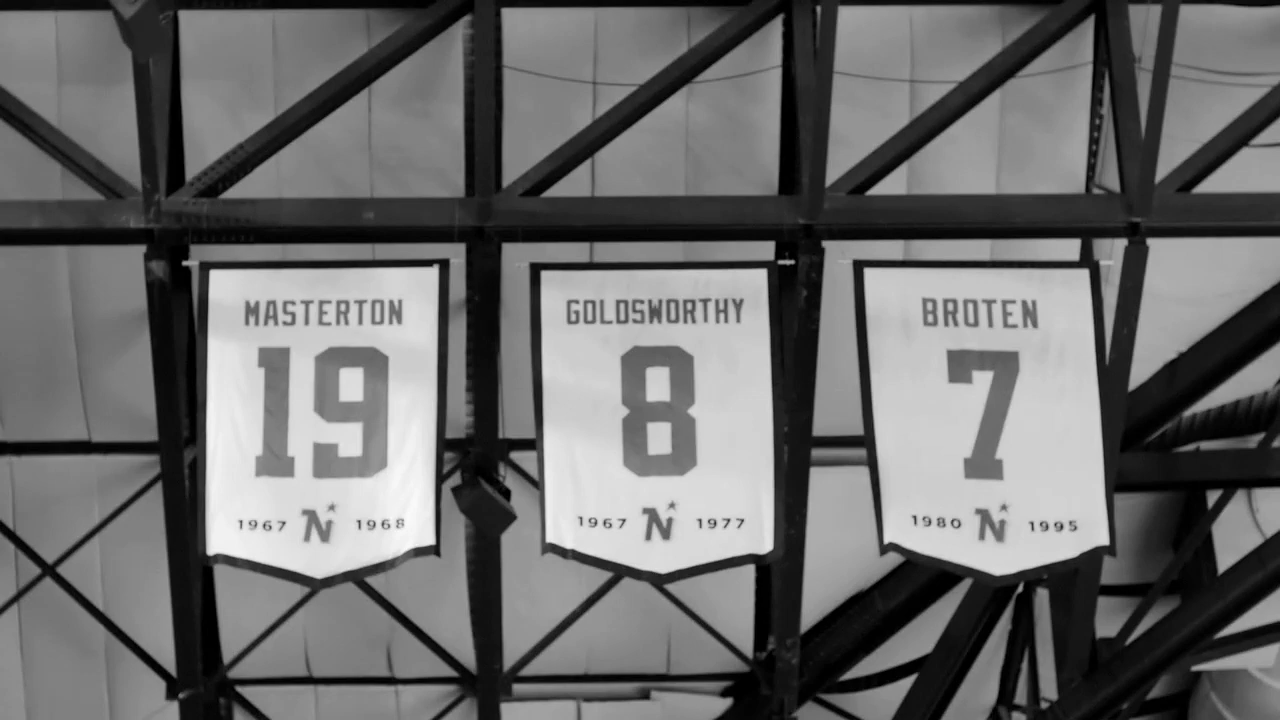 MASTERTON
19
1967 N 1968
GOLDSWORTHY
8
1967 N 1977
BROTEN
7
1980 N 1995